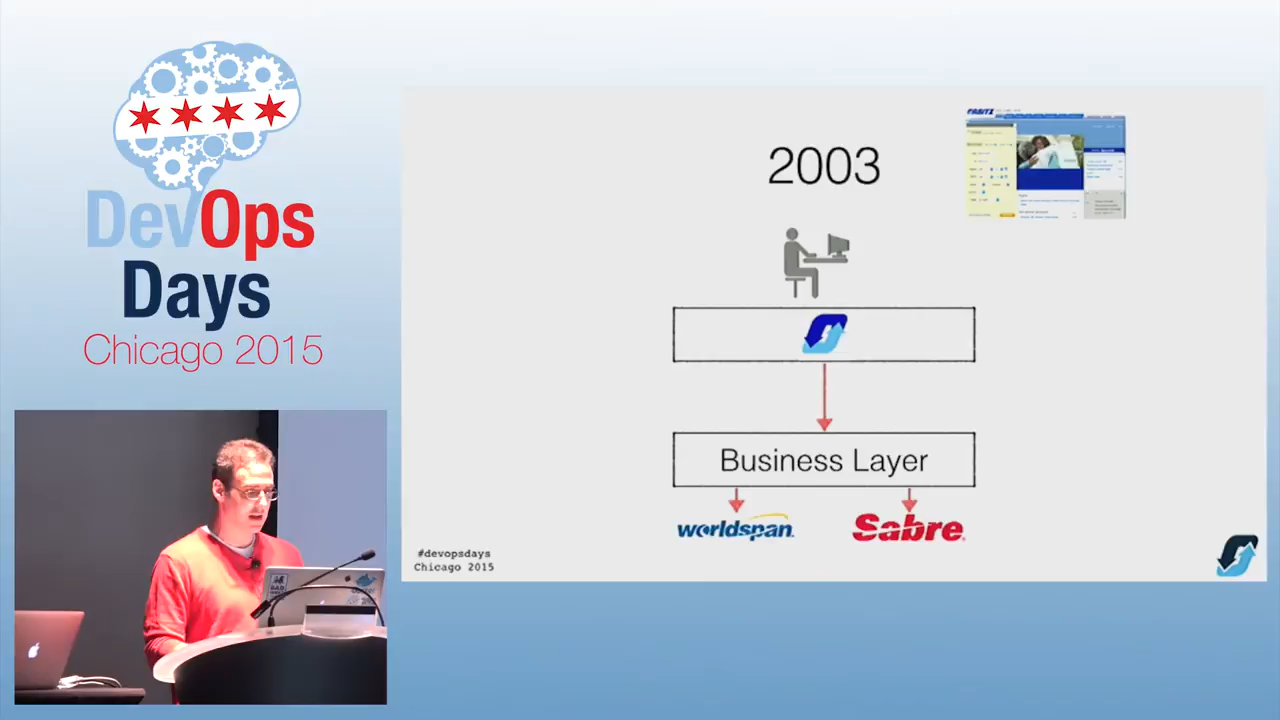 DevOps
Days
Chicago 2015
2003
ORBITZ
Business Layer
worldspan.
Sabre.
#devopsdays
Chicago 2015